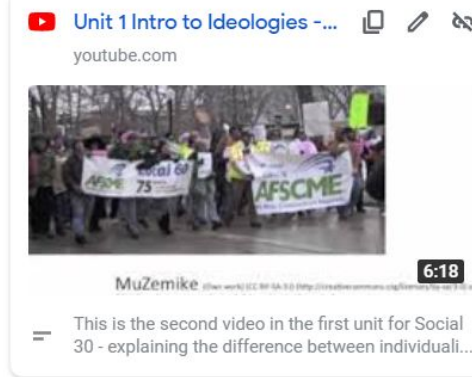 Unit 1 Intro to Ideologies -...
youtube.com
Local 60
AFSCME
75
AFSCME
6:18
MuZemike
This is the second video in the first unit for Social
30 - explaining the difference between individuali...